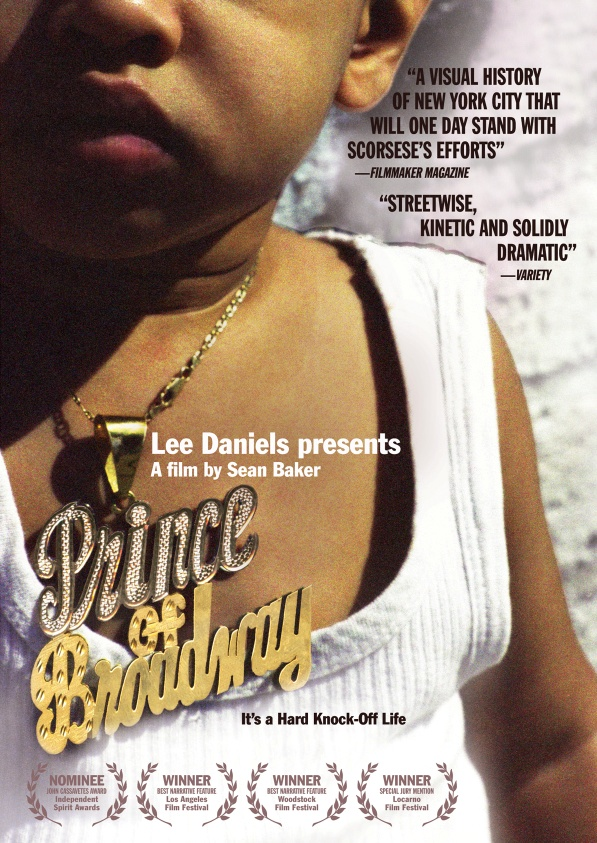 “A VISUAL HISTORY
OF NEW YORK CITY THAT
WILL ONE DAY STAND WITH
SCORSESE’S EFFORTS”
—FILMMAKER MAGAZINE
“STREETWISE,
KINETIC AND SOLIDLY
DRAMATIC”
—VARIETY
Lee Daniels presents
A film by Sean Baker
Prince
of
Broadway
It’s a Hard Knock-Off Life
NOMINEE
JOHN CASSAVETES AWARD
Independent
Spirit Awards
WINNER
BEST NARRATIVE FEATURE
Los Angeles
Film Festival
WINNER
BEST NARRATIVE FEATURE
Woodstock
Film Festival
WINNER
SPECIAL JURY MENTION
Locarno
Film Festival